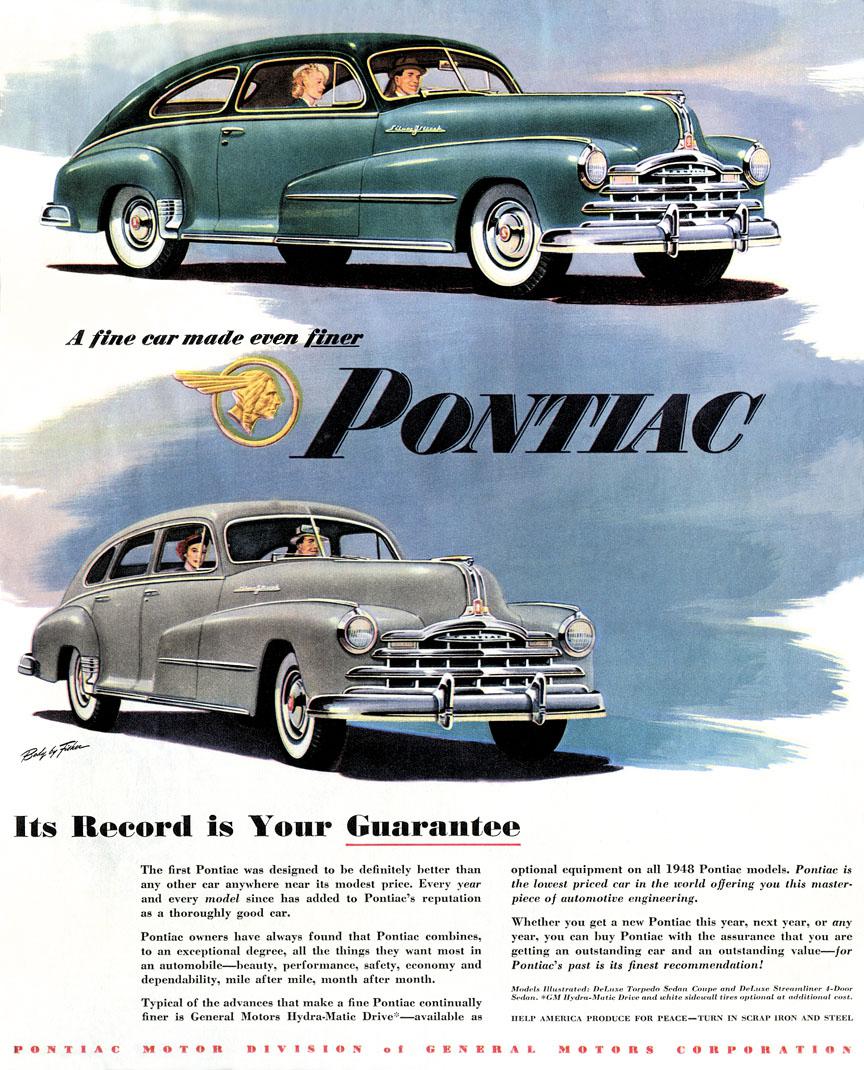 Silver Streak
A fine car made even finer
PONTIAC
Silver Streak
PONTIAC
Body by Fisher
Its Record is Your Guarantee
The first Pontiac was designed to be definitely better than
any other car anywhere near its modest price. Every year
and every model since has added to Pontiac's reputation
as a thoroughly good car.
Pontiac owners have always found that Pontiac combines,
to an exceptional degree, all the things they want most in
an automobile—beauty, performance, safety, economy and
dependability, mile after mile, month after month.
Typical of the advances that make a fine Pontiac continually
finer is General Motors Hydra-Matic Drive*—available as
optional equipment on all 1948 Pontiac models. Pontiac is
the lowest priced car in the world offering you this master-
piece of automotive engineering.
Whether you get a new Pontiac this year, next year, or any
year, you can buy Pontiac with the assurance that you are
getting an outstanding car and an outstanding value—for
Pontiac's past is its finest recommendation!
Models Illustrated: DeLuxe Torpedo Sedan Coupe and DeLuxe Streamliner 4-Door
Sedan. *GM Hydra-Matic Drive and white sidewall tires optional at additional cost.
HELP AMERICA PRODUCE FOR PEACE—TURN IN SCRAP IRON AND STEEL
PONTIAC MOTOR DIVISION of GENERAL MOTORS CORPORATION